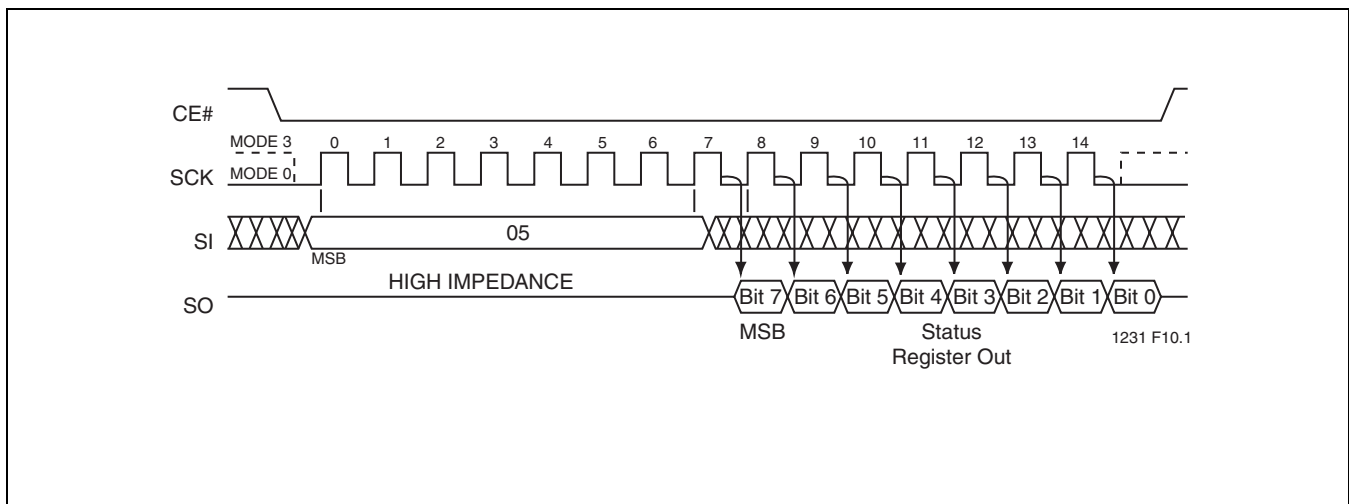 CE#
MODE 3 0 1 2 3 4 5 6 7 8 9 10 11 12 13 14
SCK MODE 0
SI 05
MSB
HIGH IMPEDANCE
SO Bit 7 Bit 6 Bit 5 Bit 4 Bit 3 Bit 2 Bit 1 Bit 0
MSB Status
Register Out
1231 F10.1